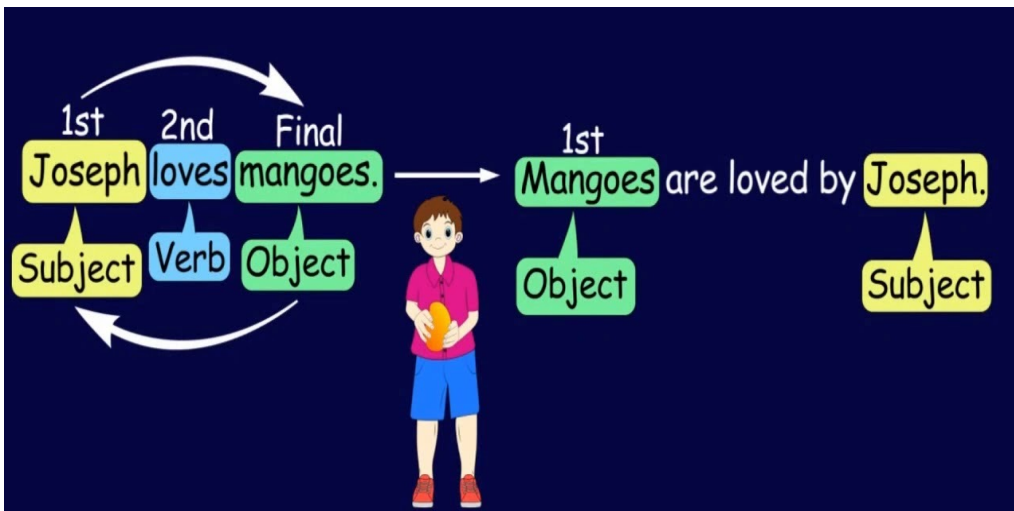 1st 2nd Final
Joseph loves mangoes.
Subject Verb Object
1st
Mangoes are loved by Joseph.
Object Subject